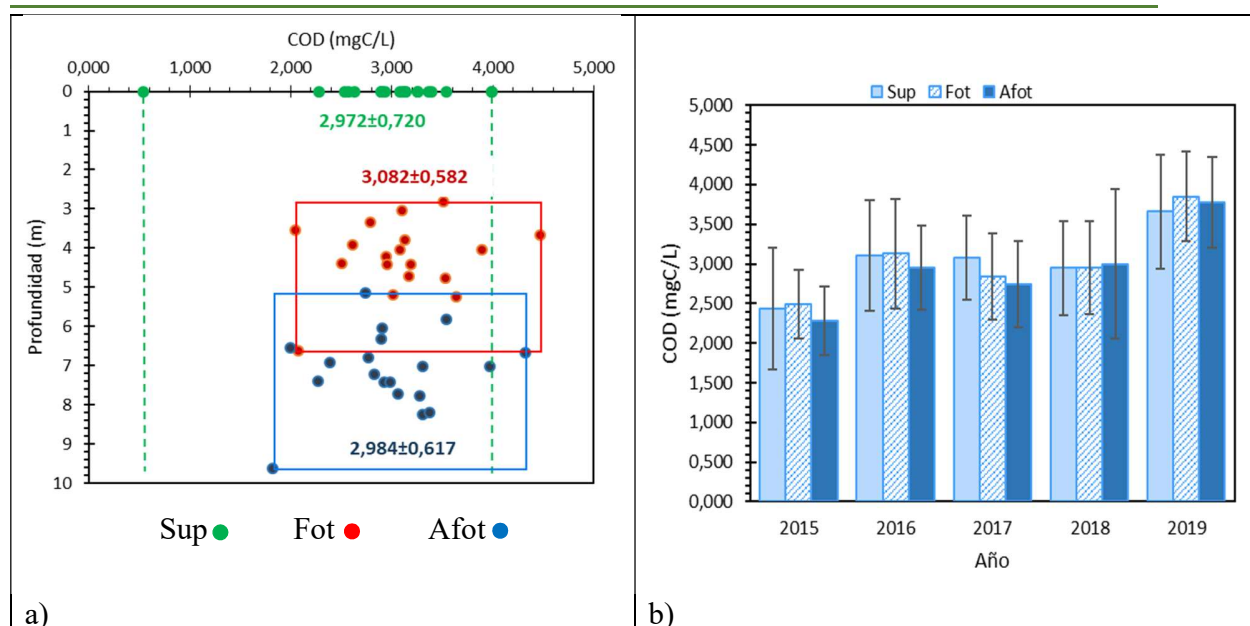 COD (mgC/L)
0,000 1,000 2,000 3,000 4,000 5,000
Profundidad (m)
0
1
2
3
4
5
6
7
8
9
10
2,972±0,720
3,082±0,582
2,984±0,617
Sup Fot Afot
a)
Sup Fot Afot
COD (mgC/L)
5,000
4,500
4,000
3,500
3,000
2,500
2,000
1,500
1,000
0,500
0,000
2015 2016 2017 2018 2019
Año
b)